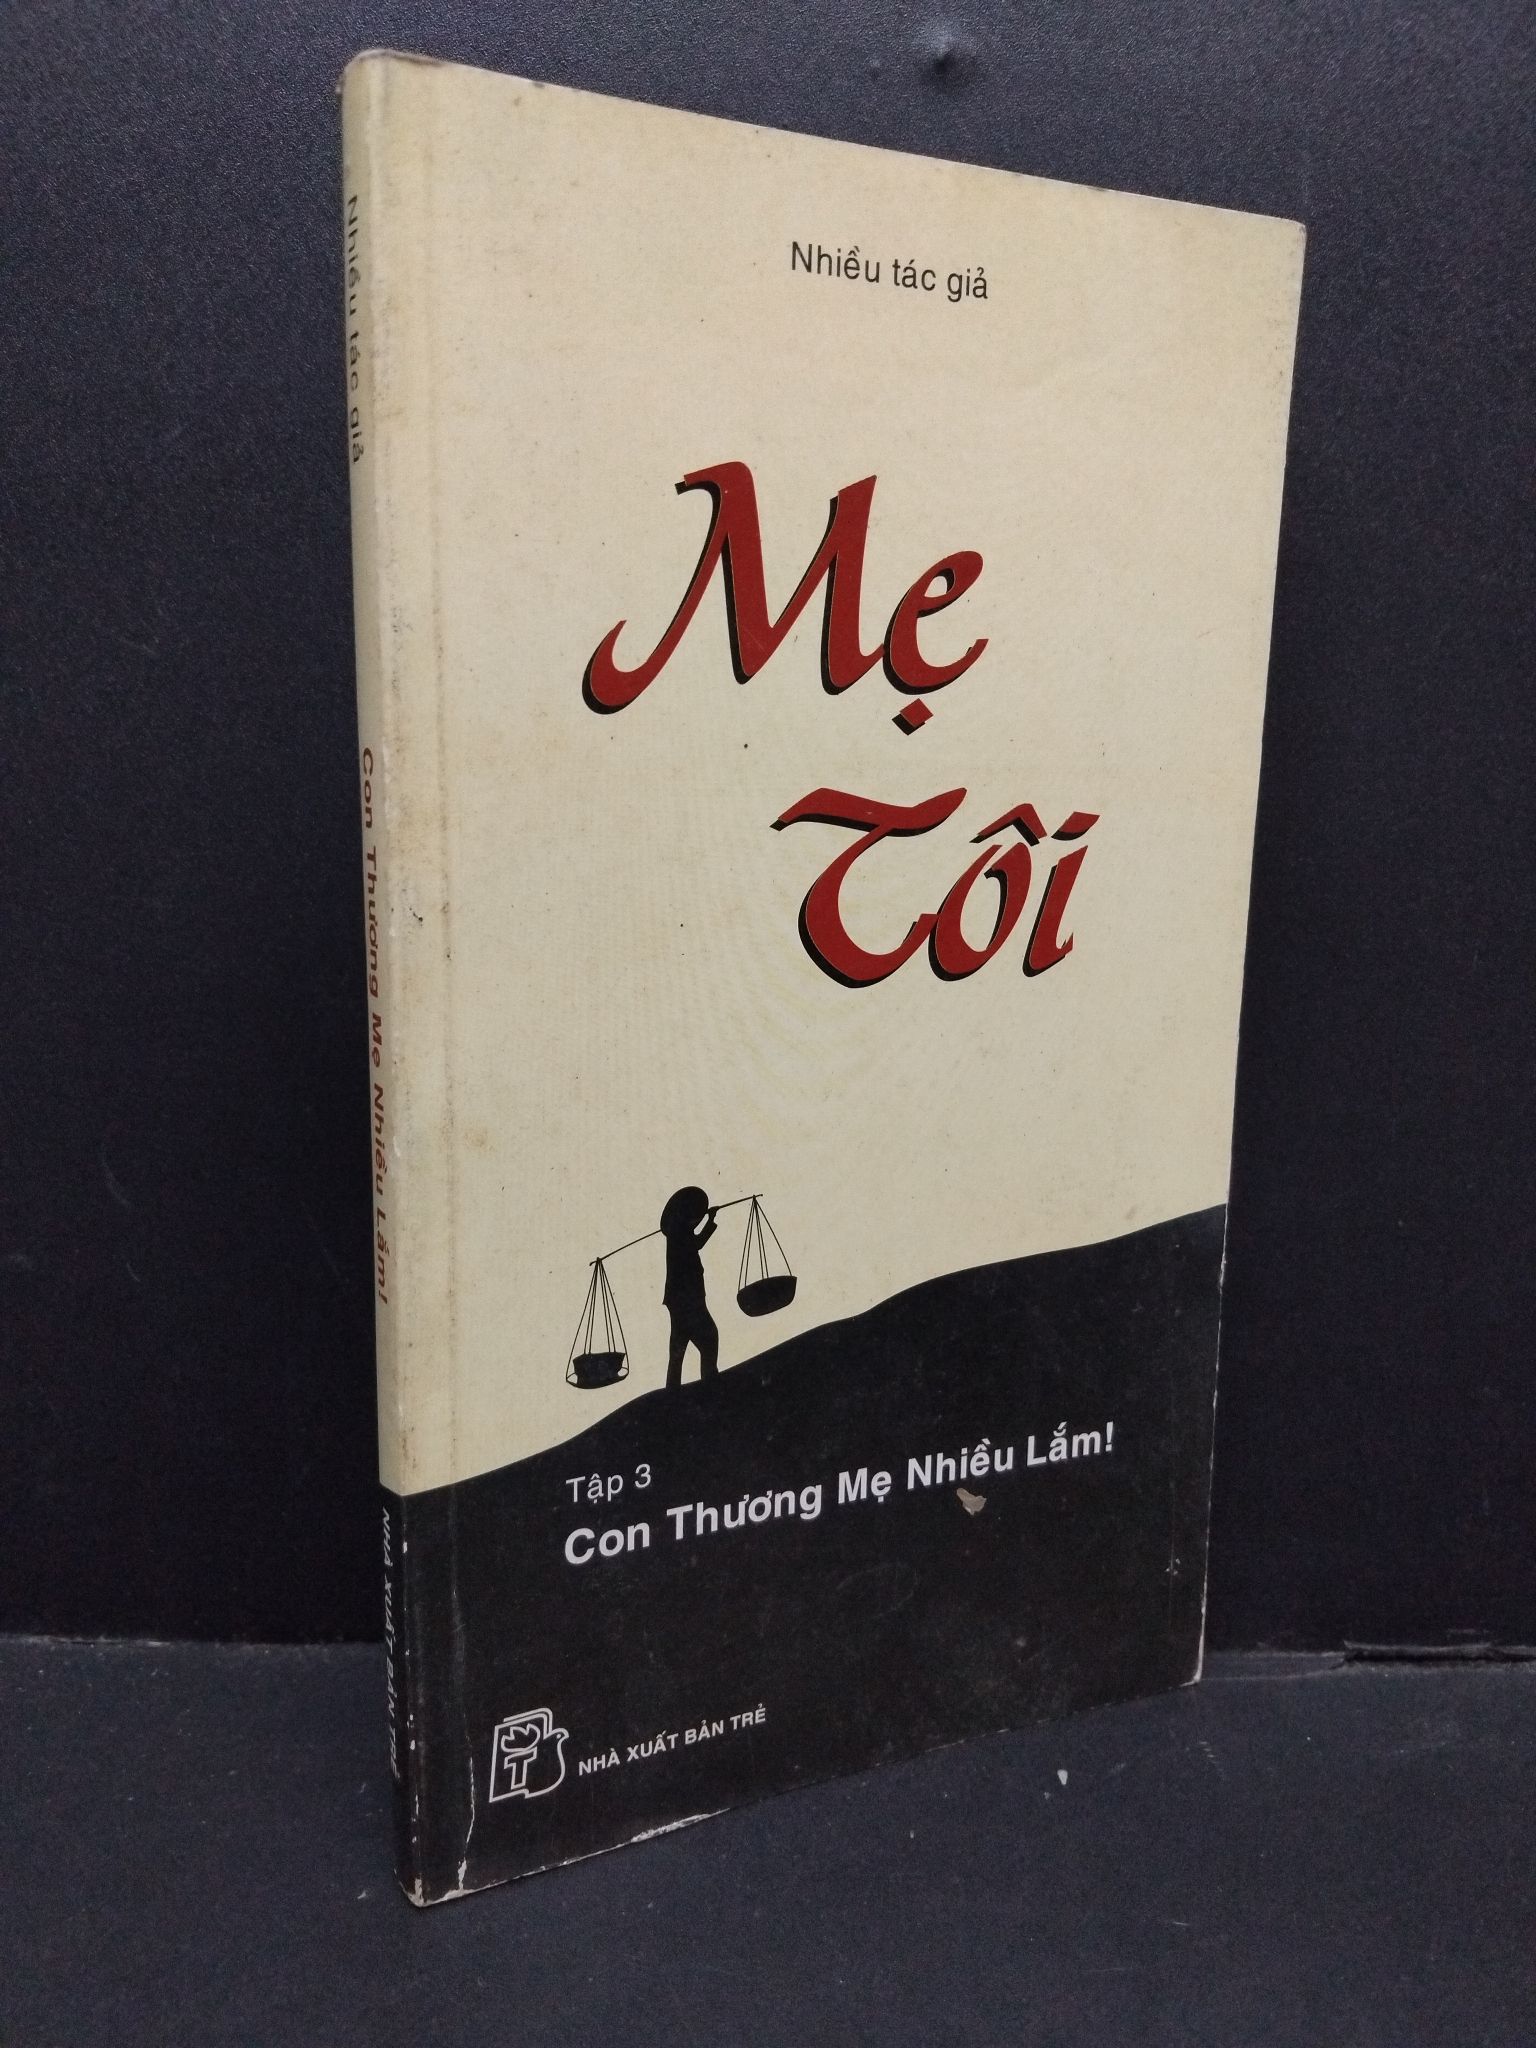 Nhiều tác giả
Mẹ
Tôi
Tập 3
Con Thương Mẹ Nhiều Lắm!
NHÀ XUẤT BẢN TRẺ
Nhiều tác giả
Con Thương Mẹ Nhiều Lắm!
NHÀ XUẤT BẢN TRẺ